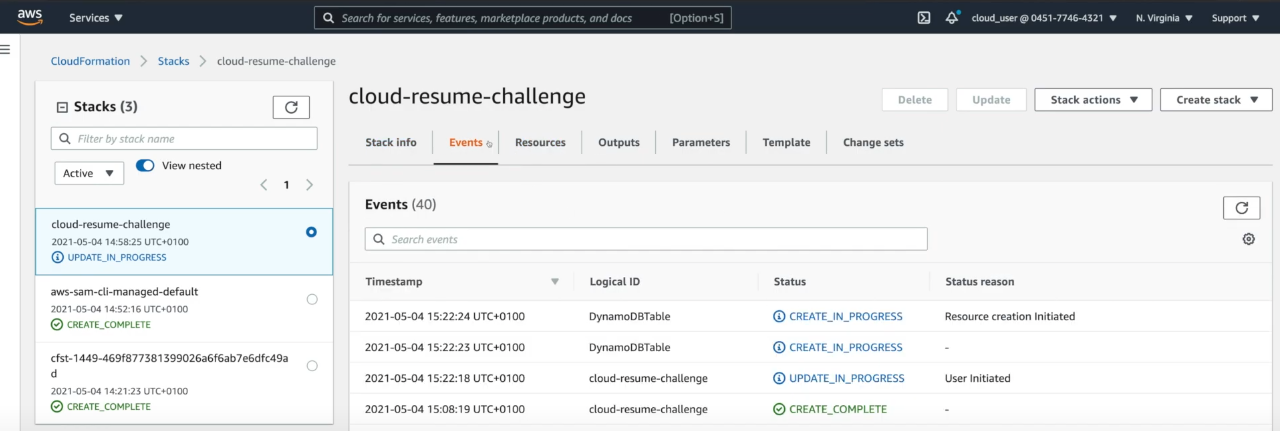 aws
Services ▼
Search for services, features, marketplace products, and docs [Option+S]
cloud_user @ 0451-7746-4321 ▼
N. Virginia ▼
Support ▼
CloudFormation > Stacks > cloud-resume-challenge
Stacks (3)
Filter by stack name
Active ▼
View nested
< 1 >
cloud-resume-challenge
2021-05-04 14:58:25 UTC+0100
UPDATE_IN_PROGRESS
aws-sam-cli-managed-default
2021-05-04 14:52:16 UTC+0100
CREATE_COMPLETE
cfst-1449-469f877381399026a6f6ab7e6dfc49a
d
2021-05-04 14:21:23 UTC+0100
CREATE_COMPLETE
cloud-resume-challenge
Delete
Update
Stack actions ▼
Create stack ▼
Stack info
Events
Resources
Outputs
Parameters
Template
Change sets
Events (40)
Search events
Timestamp ▼ Logical ID Status Status reason
2021-05-04 15:22:24 UTC+0100 DynamoDBTable CREATE_IN_PROGRESS Resource creation Initiated
2021-05-04 15:22:23 UTC+0100 DynamoDBTable CREATE_IN_PROGRESS -
2021-05-04 15:22:18 UTC+0100 cloud-resume-challenge UPDATE_IN_PROGRESS User Initiated
2021-05-04 15:08:19 UTC+0100 cloud-resume-challenge CREATE_COMPLETE -